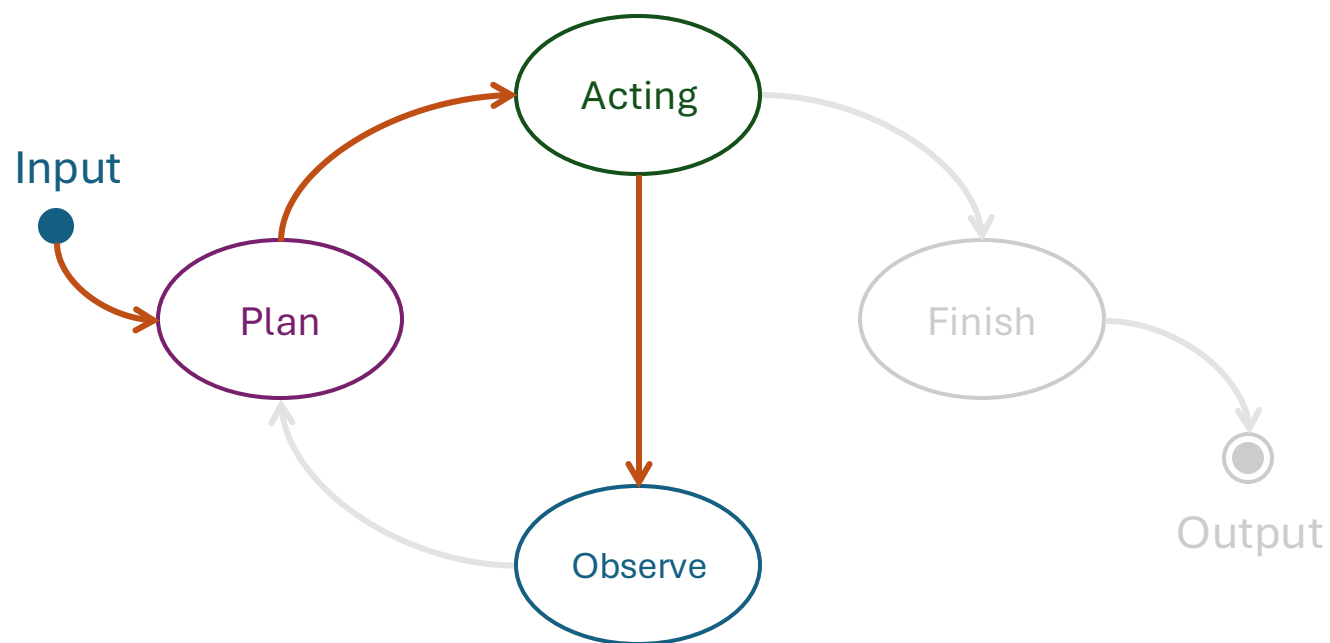 Acting
Input
Plan
Finish
Output
Observe